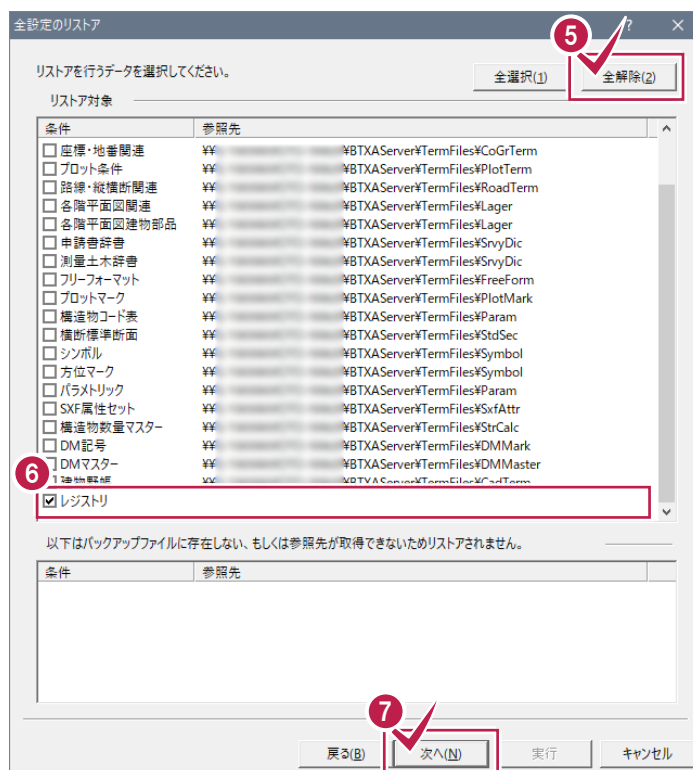 全設定のリストア ? ×
5
リストアを行うデータを選択してください。 全選択(1) 全解除(2)
リストア対象
条件 参照先
座標・地番関連 ¥¥ ¥BTXAServer¥TermFiles¥CoGrTerm
プロット条件 ¥¥ ¥BTXAServer¥TermFiles¥PlotTerm
路線・縦横断関連 ¥¥ ¥BTXAServer¥TermFiles¥RoadTerm
各階平面図関連 ¥¥ ¥BTXAServer¥TermFiles¥Lager
各階平面図建物部品 ¥¥ ¥BTXAServer¥TermFiles¥Lager
申請書辞書 ¥¥ ¥BTXAServer¥TermFiles¥SrvyDic
測量土木辞書 ¥¥ ¥BTXAServer¥TermFiles¥SrvyDic
フリーフォーマット ¥¥ ¥BTXAServer¥TermFiles¥FreeForm
プロットマーク ¥¥ ¥BTXAServer¥TermFiles¥PlotMark
構造物コード表 ¥¥ ¥BTXAServer¥TermFiles¥Param
横断標準断面 ¥¥ ¥BTXAServer¥TermFiles¥StdSec
シンボル ¥¥ ¥BTXAServer¥TermFiles¥Symbol
方位マーク ¥¥ ¥BTXAServer¥TermFiles¥Symbol
パラメトリック ¥¥ ¥BTXAServer¥TermFiles¥Param
SXF属性セット ¥¥ ¥BTXAServer¥TermFiles¥SxfAttr
構造物数量マスター ¥¥ ¥BTXAServer¥TermFiles¥StrCalc
DM記号 ¥¥ ¥BTXAServer¥TermFiles¥DMMark
DMマスター ¥¥ ¥BTXAServer¥TermFiles¥DMMaster
建物野帳 ¥¥ ¥BTXAServer¥TermFiles¥CadTerm
6
レジストリ
以下はバックアップファイルに存在しない、もしくは参照先が取得できないためリストアされません。
条件 参照先
7
戻る(B) 次へ(N) 実行 キャンセル